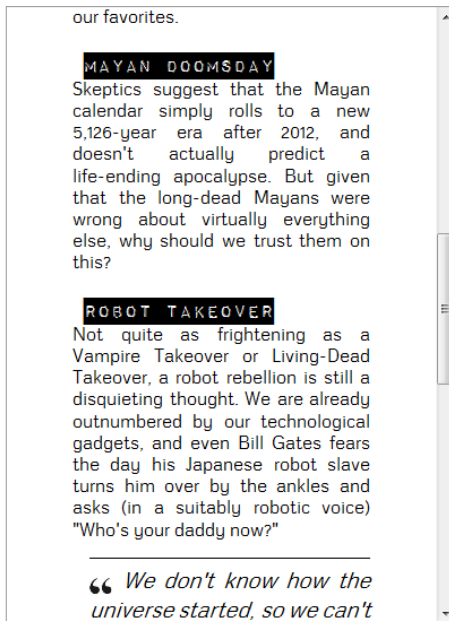 our favorites.
MAYAN DOOMSDAY
Skeptics suggest that the Mayan
calendar simply rolls to a new
5,126-year era after 2012, and
doesn't actually predict a
life-ending apocalypse. But given
that the long-dead Mayans were
wrong about virtually everything
else, why should we trust them on
this?
ROBOT TAKEOVER
Not quite as frightening as a
Vampire Takeover or Living-Dead
Takeover, a robot rebellion is still a
disquieting thought. We are already
outnumbered by our technological
gadgets, and even Bill Gates fears
the day his Japanese robot slave
turns him over by the ankles and
asks (in a suitably robotic voice)
"Who's your daddy now?"
“ We don't know how the
universe started, so we can't